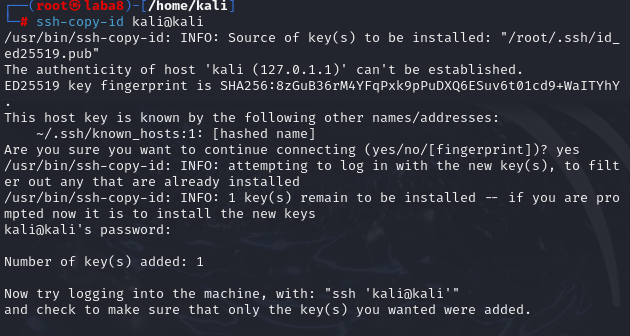 ┌──(root㉿laba8)-[/home/kali]
└─# ssh-copy-id kali@kali
/usr/bin/ssh-copy-id: INFO: Source of key(s) to be installed: "/root/.ssh/id_
ed25519.pub"
The authenticity of host 'kali (127.0.1.1)' can't be established.
ED25519 key fingerprint is SHA256:8zGuB36rM4YFqPxk9pPuDXQ6ESuv6t01cd9+WaITYhY
.
This host key is known by the following other names/addresses:
    ~/.ssh/known_hosts:1: [hashed name]
Are you sure you want to continue connecting (yes/no/[fingerprint])? yes
/usr/bin/ssh-copy-id: INFO: attempting to log in with the new key(s), to filt
er out any that are already installed
/usr/bin/ssh-copy-id: INFO: 1 key(s) remain to be installed -- if you are pro
mpted now it is to install the new keys
kali@kali's password:
Number of key(s) added: 1
Now try logging into the machine, with: "ssh 'kali@kali'"
and check to make sure that only the key(s) you wanted were added.